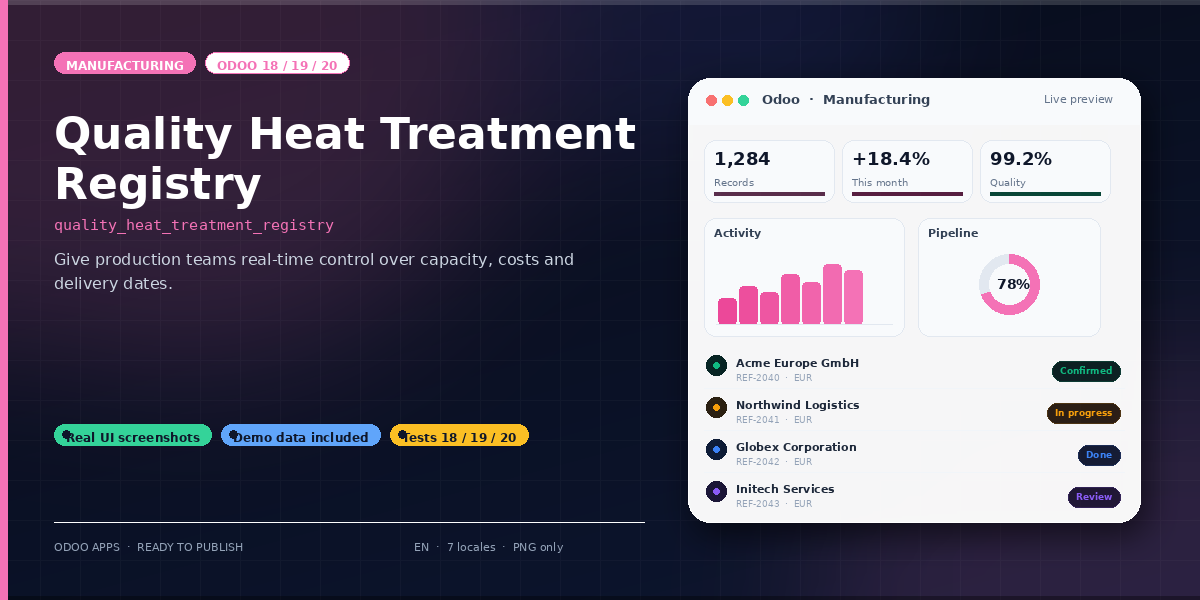 MANUFACTURING
ODOO 18 / 19 / 20
Quality Heat Treatment
Registry
quality_heat_treatment_registry
Give production teams real-time control over capacity, costs and
delivery dates.
Real UI screenshots
Demo data included
Tests 18 / 19 / 20
ODOO APPS · READY TO PUBLISH
EN · 7 locales · PNG only
Odoo · Manufacturing
Live preview
1,284
Records
+18.4%
This month
99.2%
Quality
Activity
Pipeline
78%
Acme Europe GmbH
REF-2040 · EUR
Confirmed
Northwind Logistics
REF-2041 · EUR
In progress
Globex Corporation
REF-2042 · EUR
Done
Initech Services
REF-2043 · EUR
Review